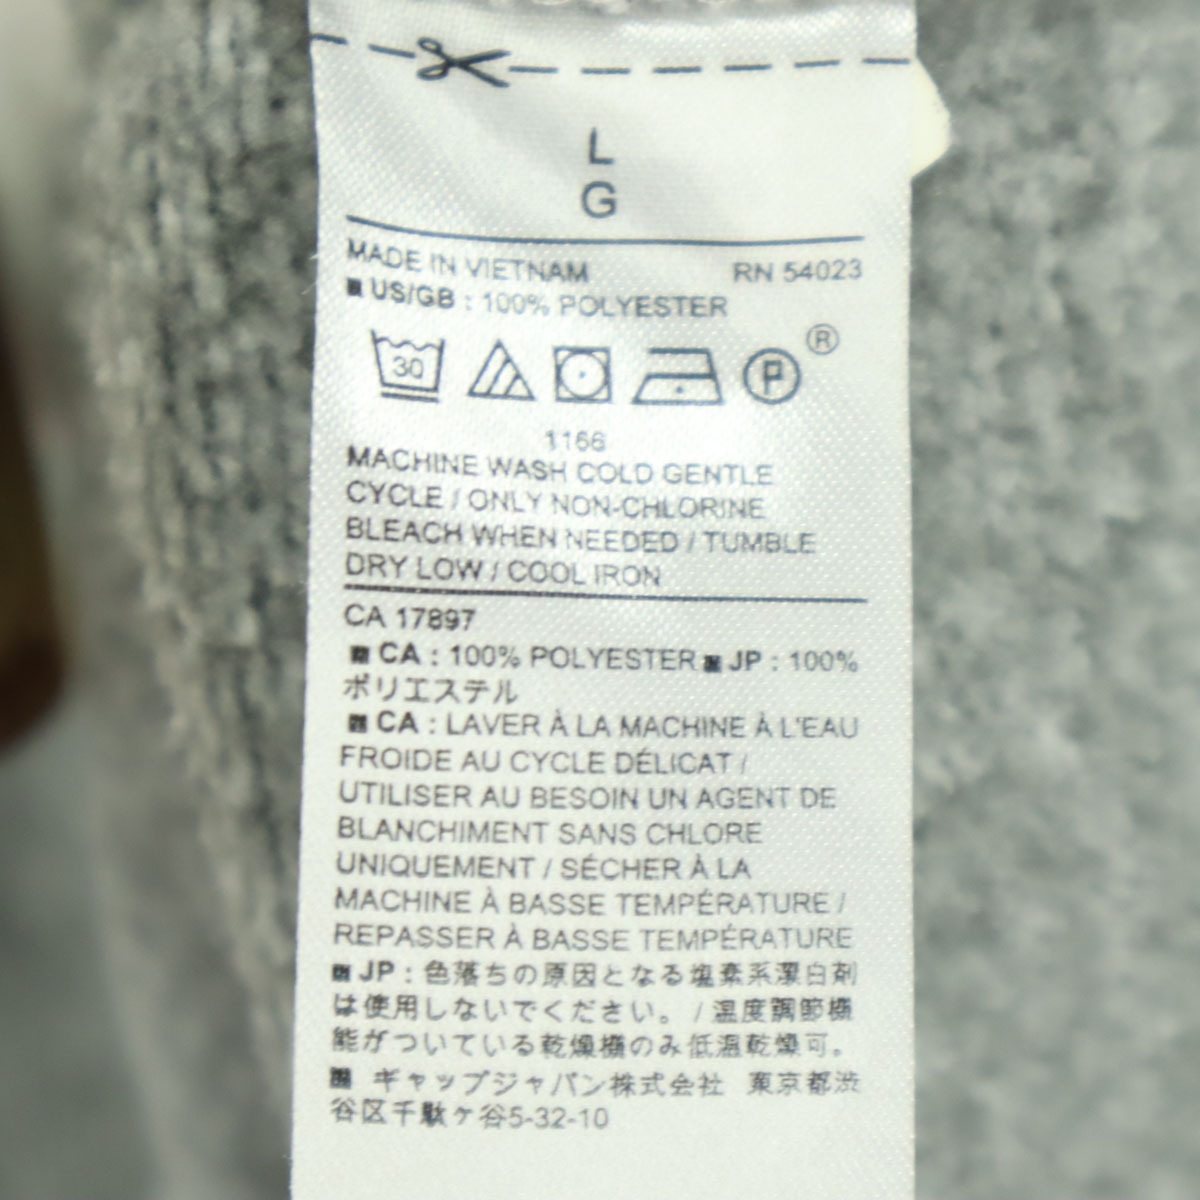 L
G
MADE IN VIETNAM RN 54023
US/GB : 100% POLYESTER
30 P ®
1166
MACHINE WASH COLD GENTLE
CYCLE / ONLY NON-CHLORINE
BLEACH WHEN NEEDED / TUMBLE
DRY LOW / COOL IRON
CA 17897
CA : 100% POLYESTER JP : 100%
ポリエステル
CA : LAVER À LA MACHINE À L'EAU
FROIDE AU CYCLE DÉLICAT /
UTILISER AU BESOIN UN AGENT DE
BLANCHIMENT SANS CHLORE
UNIQUEMENT / SÉCHER À LA
MACHINE À BASSE TEMPÉRATURE /
REPASSER À BASSE TEMPÉRATURE
JP : 色落ちの原因となる塩素系漂白剤
は使用しないでください。 / 温度調節機
能がついている乾燥機のみ低温乾燥可。
ギャップジャパン株式会社 東京都渋
谷区千駄ヶ谷5-32-10